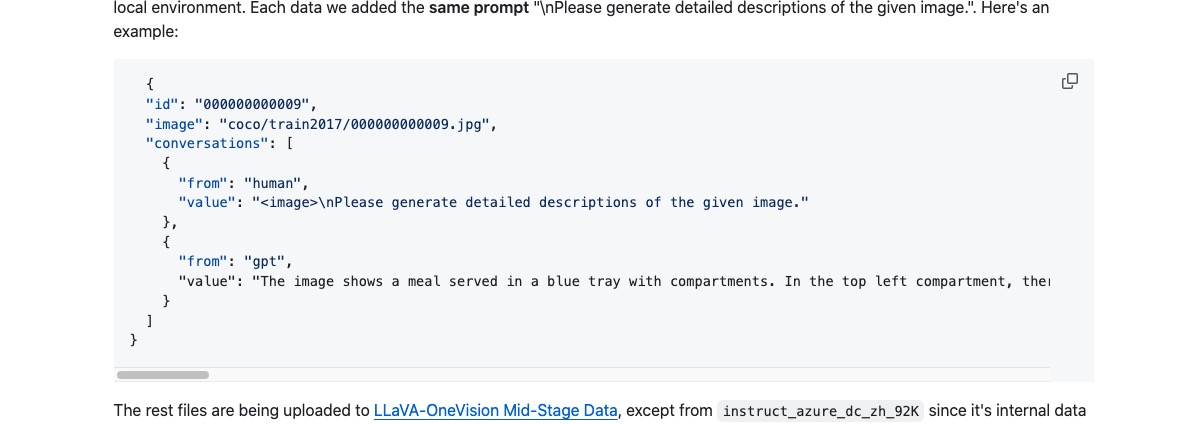 local environment. Each data we added the same prompt "\nPlease generate detailed descriptions of the given image.". Here's an
example:
{
"id": "000000000009",
"image": "coco/train2017/000000000009.jpg",
"conversations": [
{
"from": "human",
"value": "<image>\nPlease generate detailed descriptions of the given image."
},
{
"from": "gpt",
"value": "The image shows a meal served in a blue tray with compartments. In the top left compartment,
}
]
}
The rest files are being uploaded to LLaVA-OneVision Mid-Stage Data, except from instruct_azure_dc_zh_92K since it's internal data